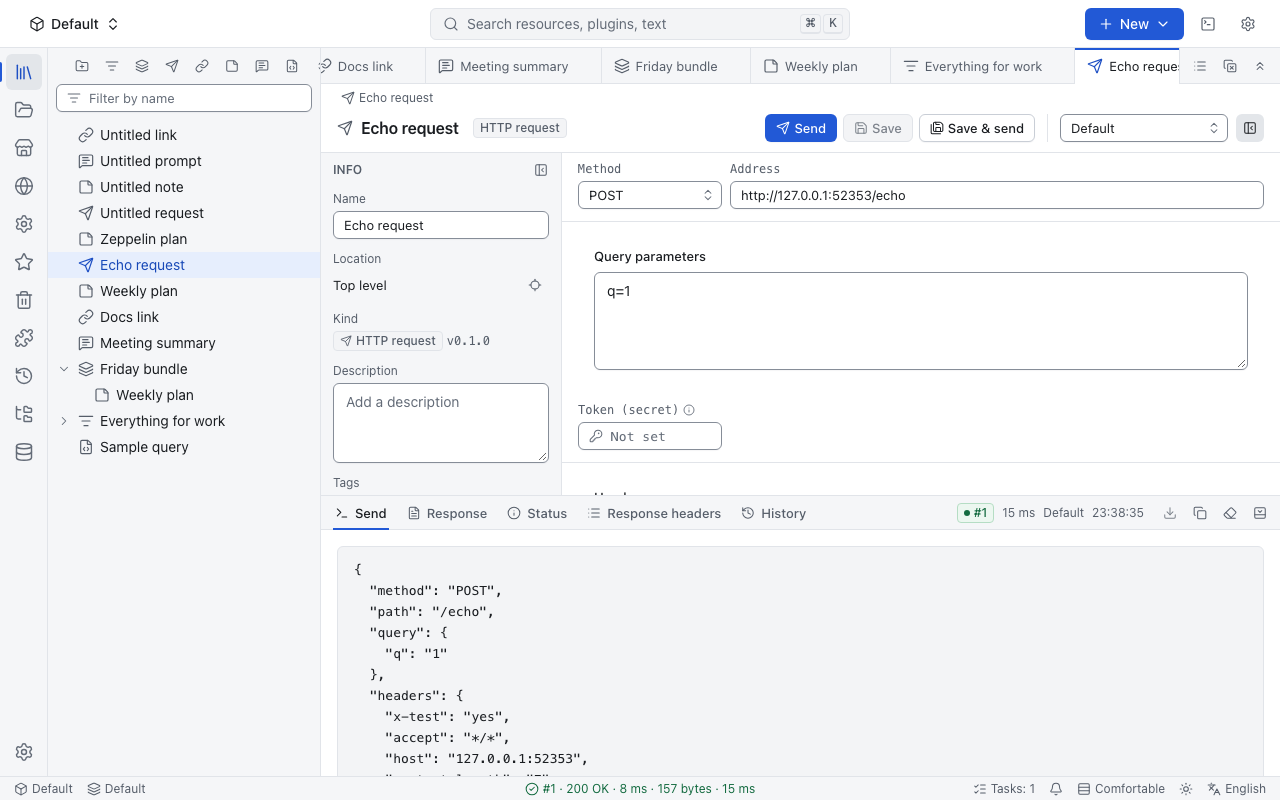 Default
Search resources, plugins, text
⌘ K
New
Docs link
Meeting summary
Friday bundle
Weekly plan
Everything for work
Echo reques
Filter by name
Untitled link
Untitled prompt
Untitled note
Untitled request
Zeppelin plan
Echo request
Weekly plan
Docs link
Meeting summary
Friday bundle
Weekly plan
Everything for work
Sample query
Echo request
Echo request
HTTP request
Send
Save
Save & send
Default
INFO
Name
Echo request
Location
Top level
Kind
HTTP request v0.1.0
Description
Add a description
Tags
Method
POST
Address
http://127.0.0.1:52353/echo
Query parameters
q=1
Token (secret)
Not set
Send
Response
Status
Response headers
History
#1
15 ms
Default
23:38:35
{
"method": "POST",
"path": "/echo",
"query": {
"q": "1"
},
"headers": {
"x-test": "yes",
"accept": "*/*",
"host": "127.0.0.1:52353",
Default
Default
#1 · 200 OK · 8 ms · 157 bytes · 15 ms
Tasks: 1
Comfortable
English